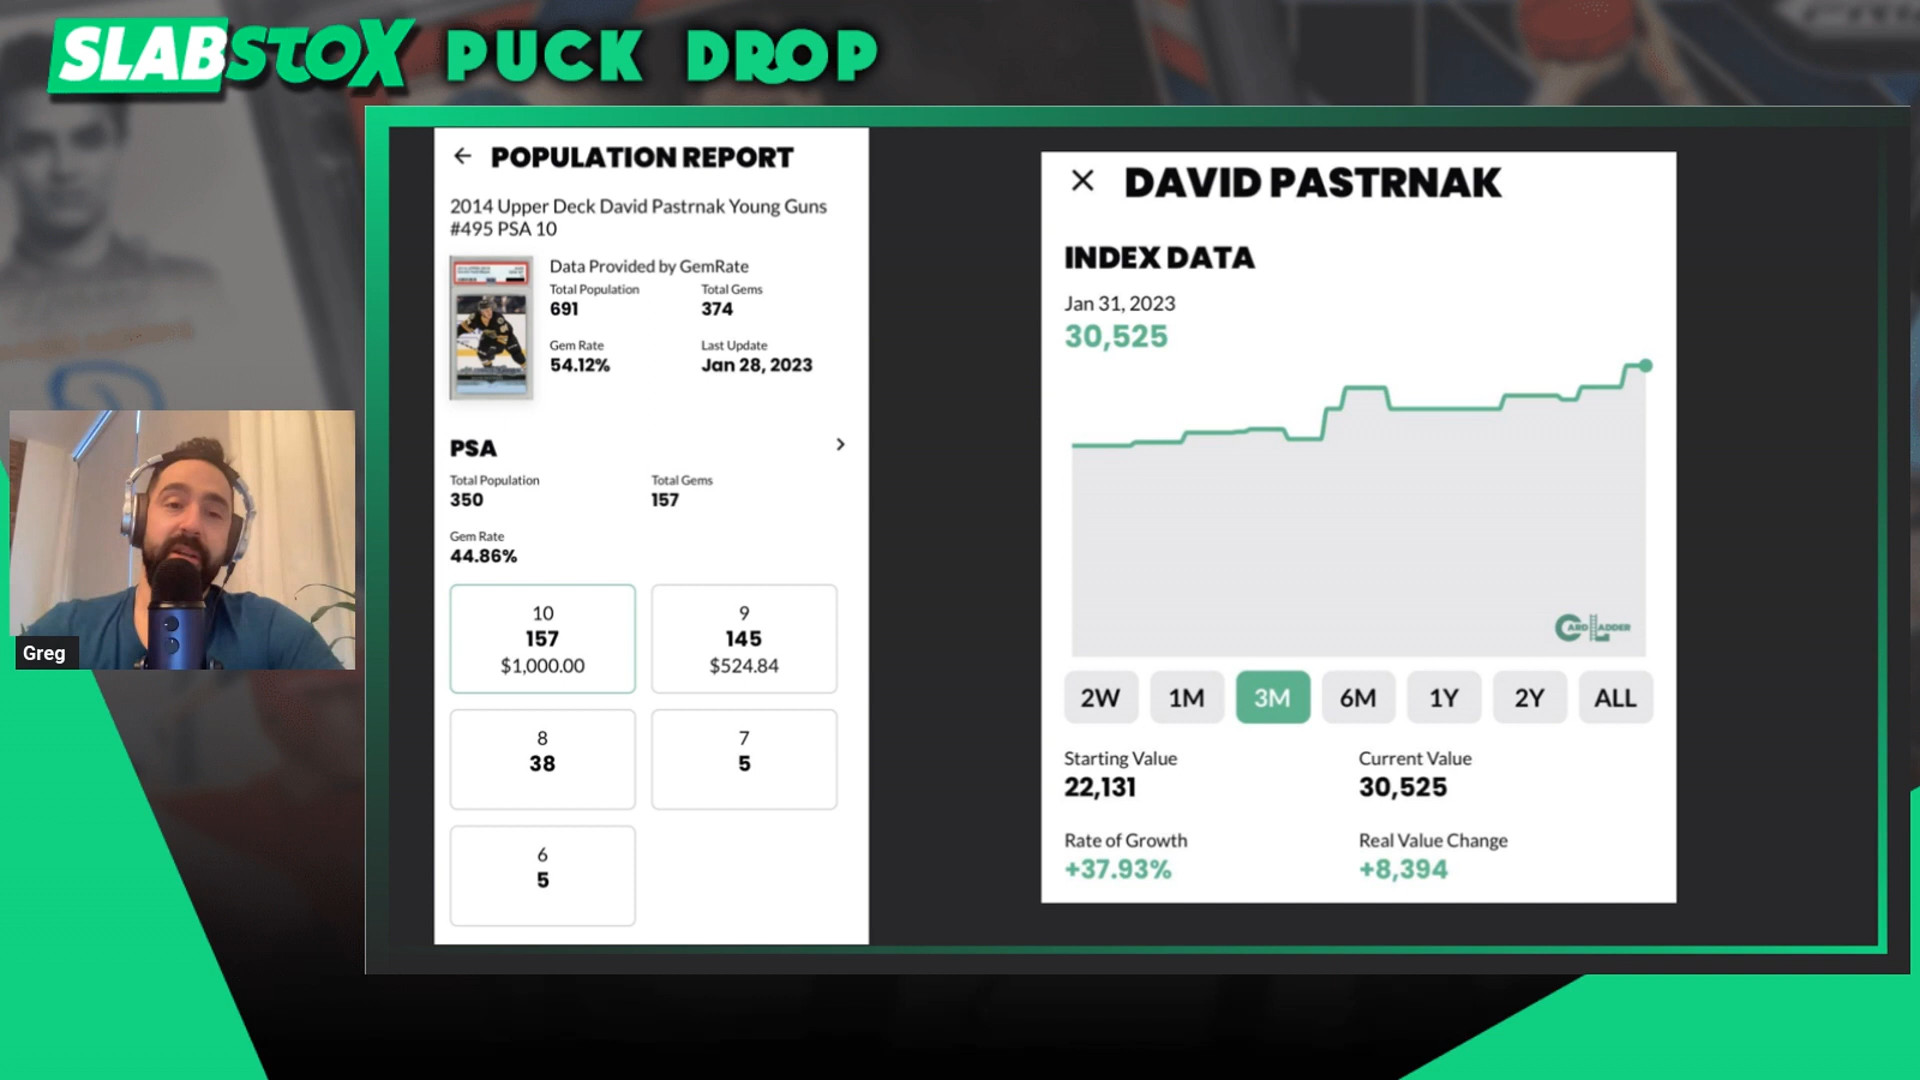 SLABSTOX PUCK DROP
POPULATION REPORT
2014 Upper Deck David Pastrnak Young Guns
#495 PSA 10
Data Provided by GemRate
Total Population
Total Gems
691
374
Gem Rate
Last Update
54.12%
Jan 28, 2023
PSA
Total Population
Total Gems
350
157
Gem Rate
44.86%
10
157
$1,000.00
9
145
$524.84
8
38
7
5
6
5
DAVID PASTRNAK
INDEX DATA
Jan 31, 2023
30,525
CARD LADDER
2W 1M 3M 6M 1Y 2Y ALL
Starting Value
Current Value
22,131
30,525
Rate of Growth
Real Value Change
+37.93%
+8,394
Greg